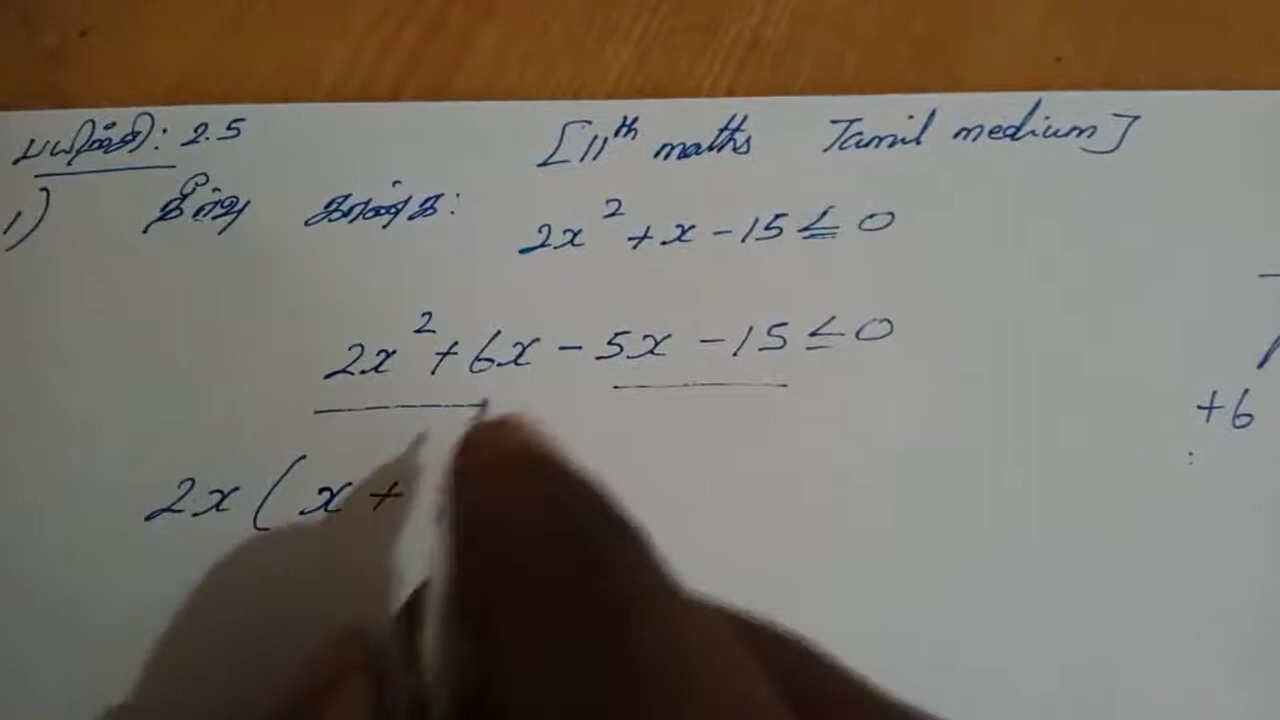 பயிற்சி: 2.5
[11th maths Tamil medium]
1) தீர்வு காண்க: 2x² + x - 15 ≤ 0
2x² + 6x - 5x - 15 ≤ 0
+6
2x ( x +